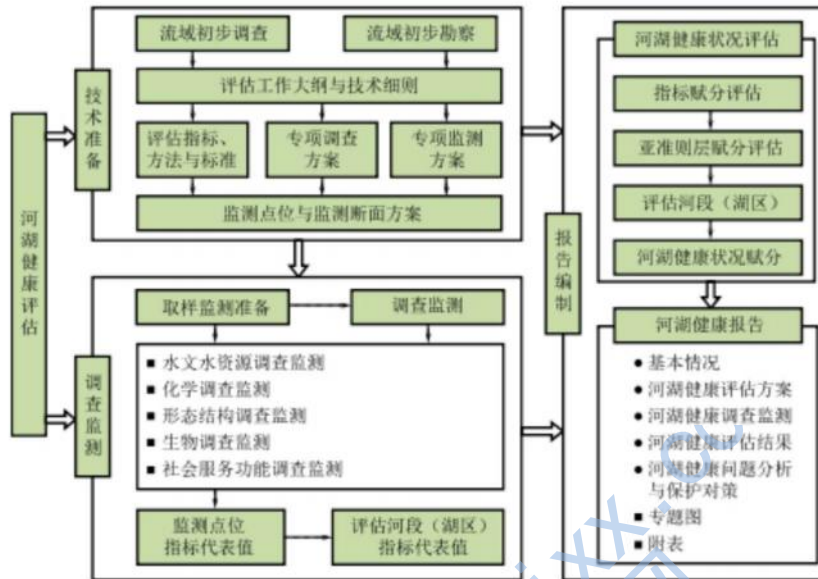 河湖健康评估
技术准备
流域初步调查
流域初步勘察
评估工作大纲与技术细则
评估指标、
方法与标准
专项调查
方案
专项监测
方案
监测点位与监测断面方案
调查监测
取样监测准备
调查监测
■ 水文水资源调查监测
■ 化学调查监测
■ 形态结构调查监测
■ 生物调查监测
■ 社会服务功能调查监测
监测点位
指标代表值
评估河段（湖区）
指标代表值
报告编制
河湖健康状况评估
指标赋分评估
亚准则层赋分评估
评估河段（湖区）
河湖健康状况赋分
河湖健康报告
● 基本情况
● 河湖健康评估方案
● 河湖健康调查监测
● 河湖健康评估结果
● 河湖健康问题分析
与保护对策
■ 专题图
■ 附表